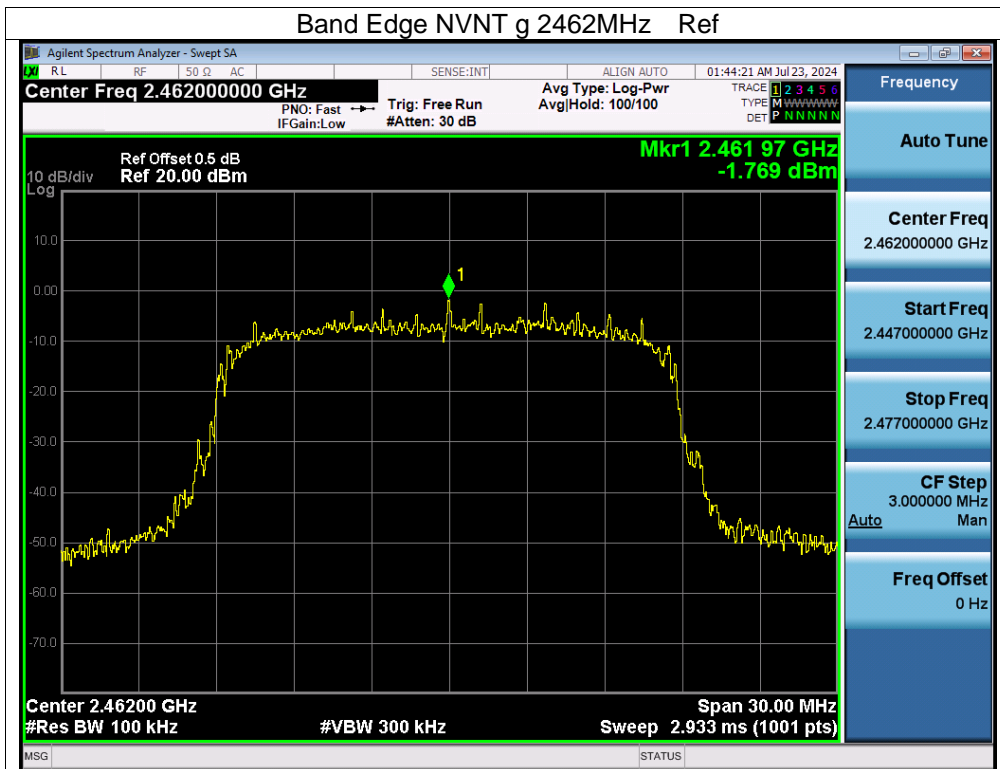 Band Edge NVNT g 2462MHz Ref
Agilent Spectrum Analyzer - Swept SA
LXI RL RF 50 Ω AC SENSE:INT ALIGN AUTO 01:44:21 AM Jul 23, 2024
Center Freq 2.462000000 GHz
PNO: Fast
IFGain:Low
Trig: Free Run
#Atten: 30 dB
Avg Type: Log-Pwr
Avg|Hold: 100/100
TRACE 1 2 3 4 5 6
TYPE M WWWWW
DET P N N N N N
Mkr1 2.461 97 GHz
-1.769 dBm
Ref Offset 0.5 dB
10 dB/div Ref 20.00 dBm
Log
10.0
0.00
-10.0
-20.0
-30.0
-40.0
-50.0
-60.0
-70.0
1
Center 2.46200 GHz Span 30.00 MHz
#Res BW 100 kHz #VBW 300 kHz Sweep 2.933 ms (1001 pts)
MSG STATUS
Frequency
Auto Tune
Center Freq
2.462000000 GHz
Start Freq
2.447000000 GHz
Stop Freq
2.477000000 GHz
CF Step
3.000000 MHz
Auto Man
Freq Offset
0 Hz